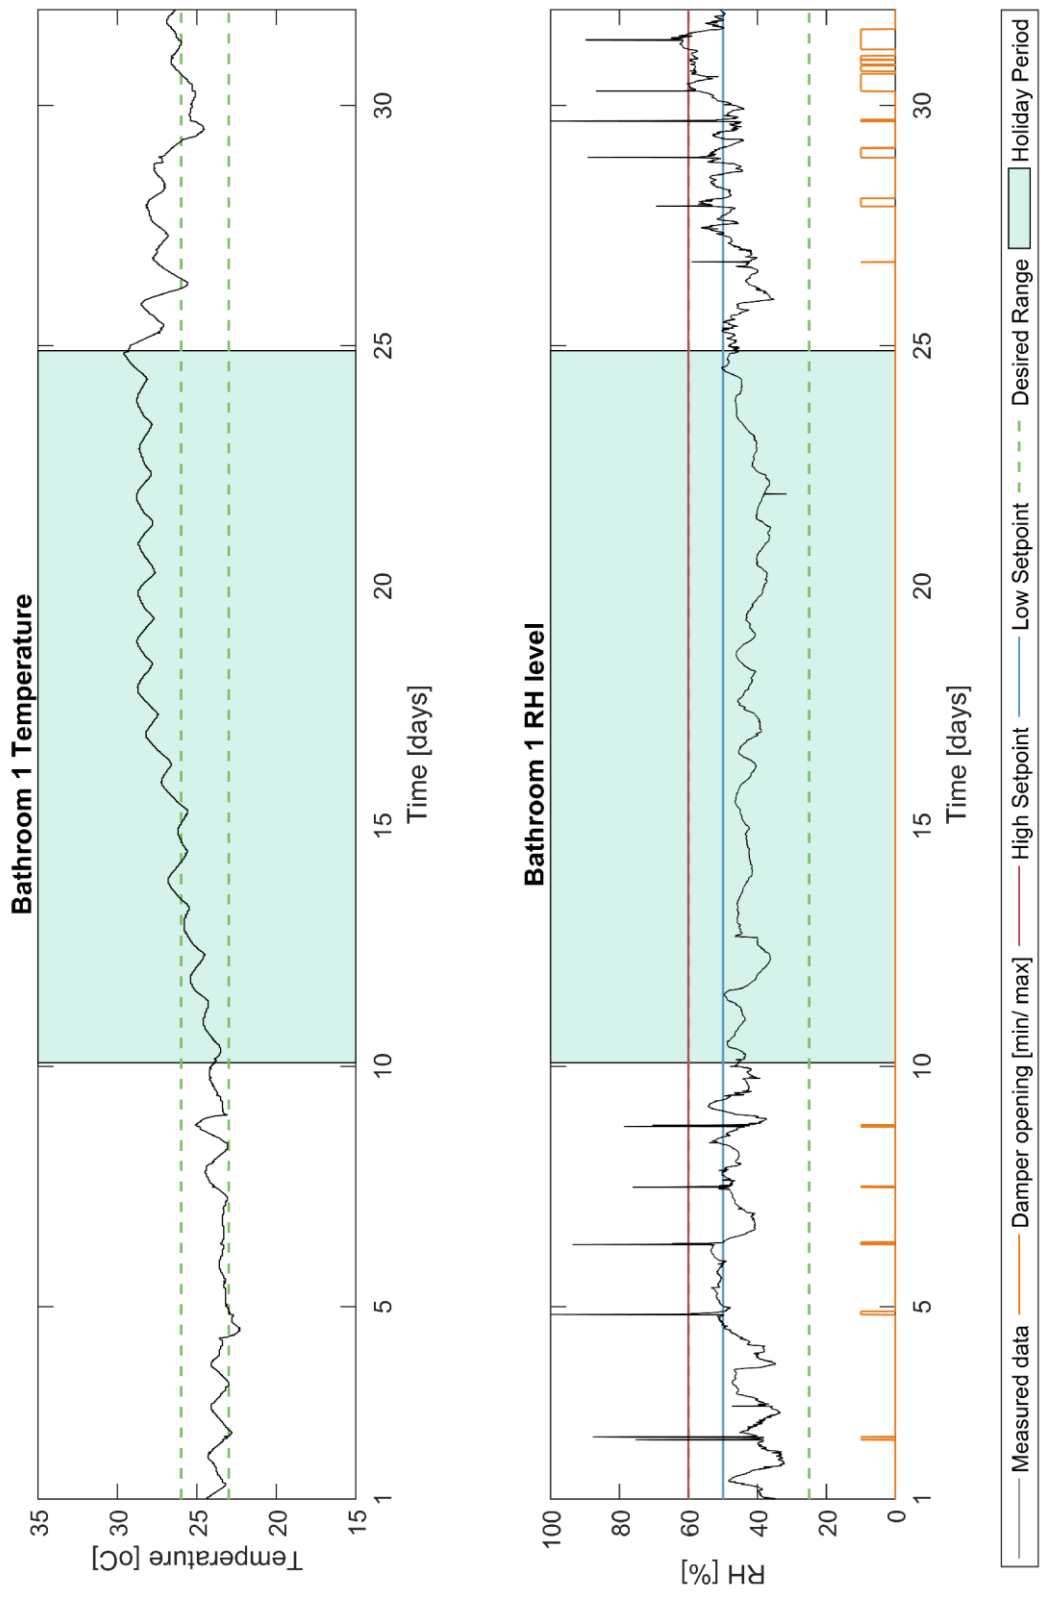 Bathroom 1 Temperature
35
30
25
20
15
Temperature [oC]
1
5
10
15
20
25
30
Time [days]
Bathroom 1 RH level
100
80
60
40
20
0
RH [%]
1
5
10
15
20
25
30
Time [days]
Measured data
Damper opening [min/ max]
High Setpoint
Low Setpoint
Desired Range
Holiday Period